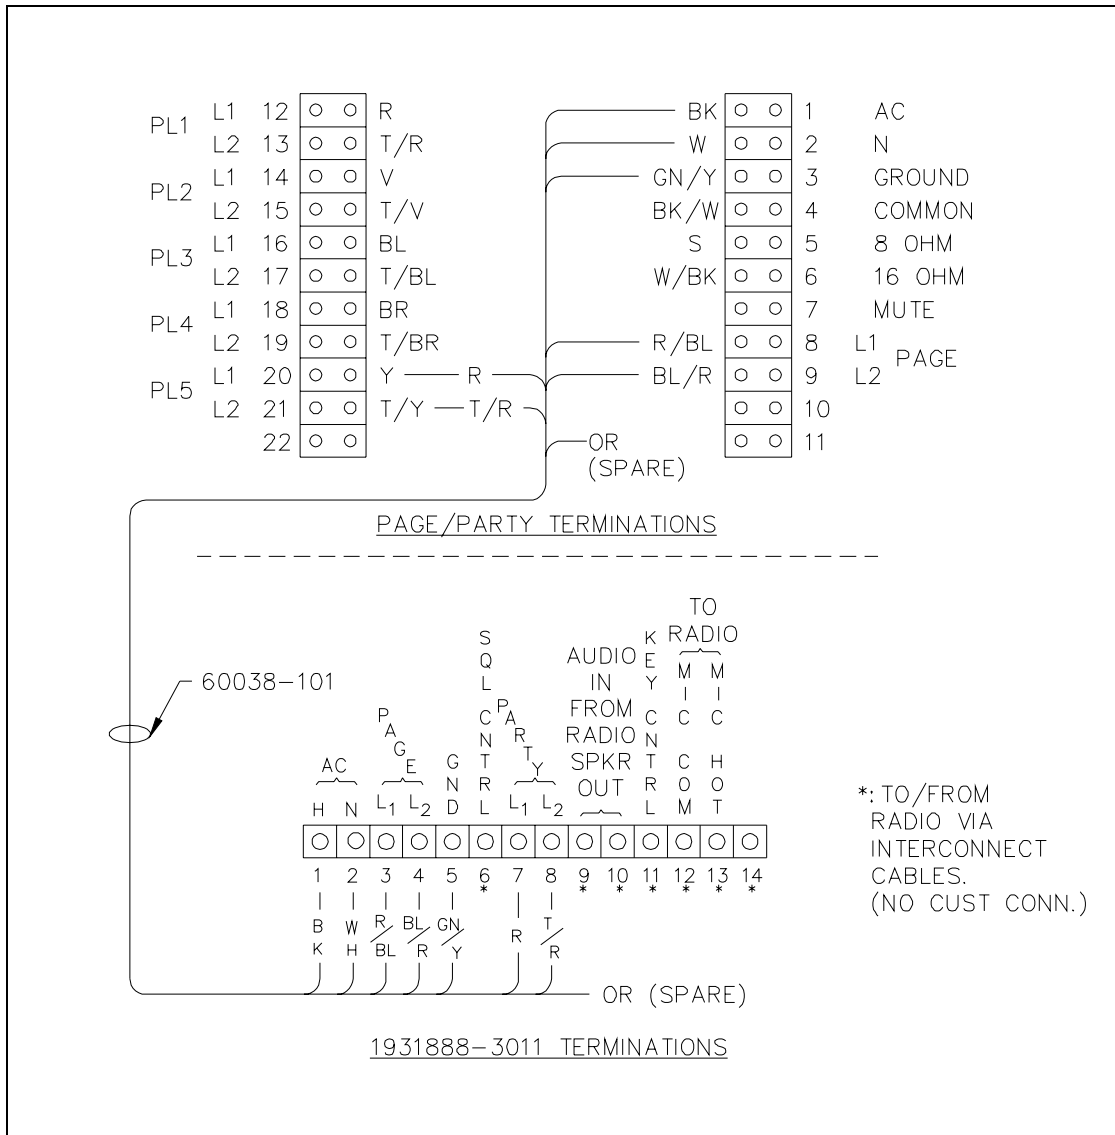 PL1 L1 12 R
L2 13 T/R
PL2 L1 14 V
L2 15 T/V
PL3 L1 16 BL
L2 17 T/BL
PL4 L1 18 BR
L2 19 T/BR
PL5 L1 20 Y R
L2 21 T/Y T/R
22
BK 1 AC
W 2 N
GN/Y 3 GROUND
BK/W 4 COMMON
S 5 8 OHM
W/BK 6 16 OHM
7 MUTE
R/BL 8 L1
PAGE
BL/R 9 L2
10
11
OR
(SPARE)
PAGE/PARTY TERMINATIONS
60038-101
AC
H
N
PAGE
L1
L2
GND
SQL CNTRL
PARTY
L1
L2
AUDIO
IN
FROM
RADIO
SPKR
OUT
KEY CNTRL
TO
RADIO
MIC COM
MIC HOT
1 2 3 4 5 6 7 8 9 10 11 12 13 14
* * * * * * *
BK
WH
R/BL
BL/R
GN/Y
R
T/R
OR (SPARE)
*: TO/FROM
RADIO VIA
INTERCONNECT
CABLES.
(NO CUST CONN.)
1931888-3011 TERMINATIONS